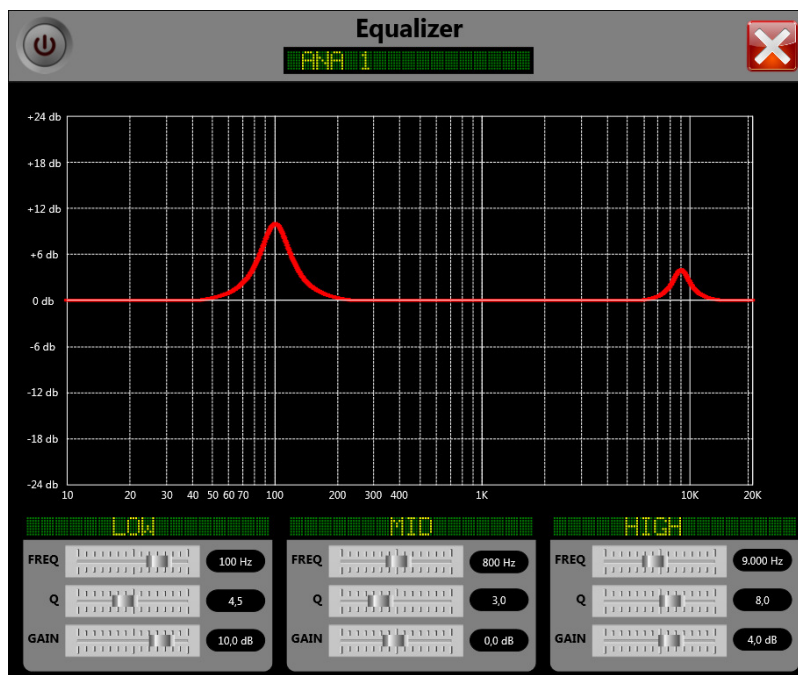 Equalizer
ANA 1
+24 db
+18 db
+12 db
+6 db
0 db
-6 db
-12 db
-18 db
-24 db
10 20 30 40 50 60 70 100 200 300 400 1K 10K 20K
LOW MID HIGH
FREQ 100 Hz FREQ 800 Hz FREQ 9.000 Hz
Q 4,5 Q 3,0 Q 8,0
GAIN 10,0 dB GAIN 0,0 dB GAIN 4,0 dB